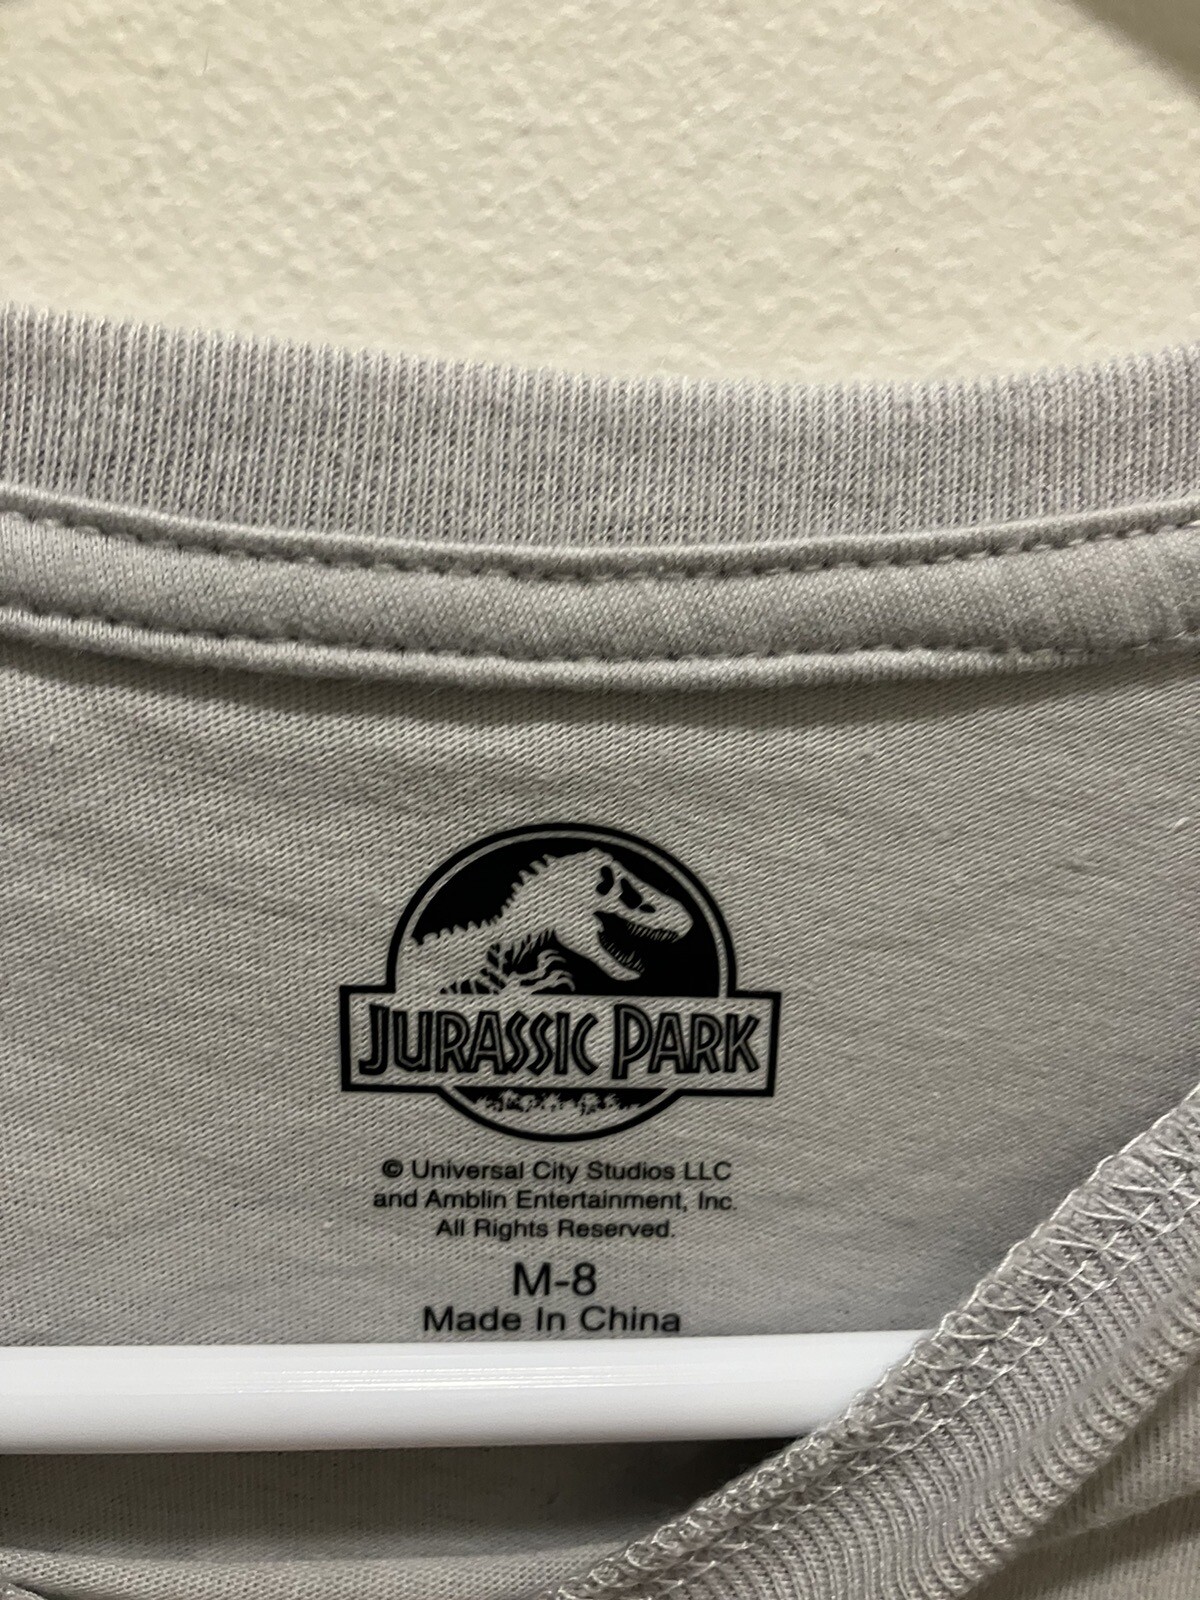 JURASSIC PARK
© Universal City Studios LLC
and Amblin Entertainment, Inc.
All Rights Reserved.
M-8
Made In China